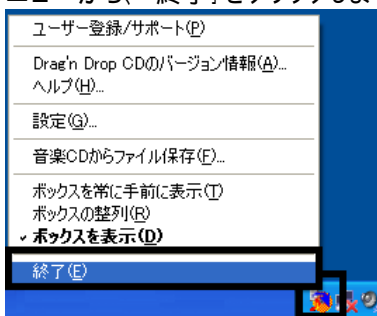 ユーザー登録/サポート(P)
Drag'n Drop CDのバージョン情報(A)...
ヘルプ(H)...
設定(G)...
音楽CDからファイル保存(F)...
ボックスを常に手前に表示(T)
ボックスの整列(R)
ボックスを表示(D)
終了(E)